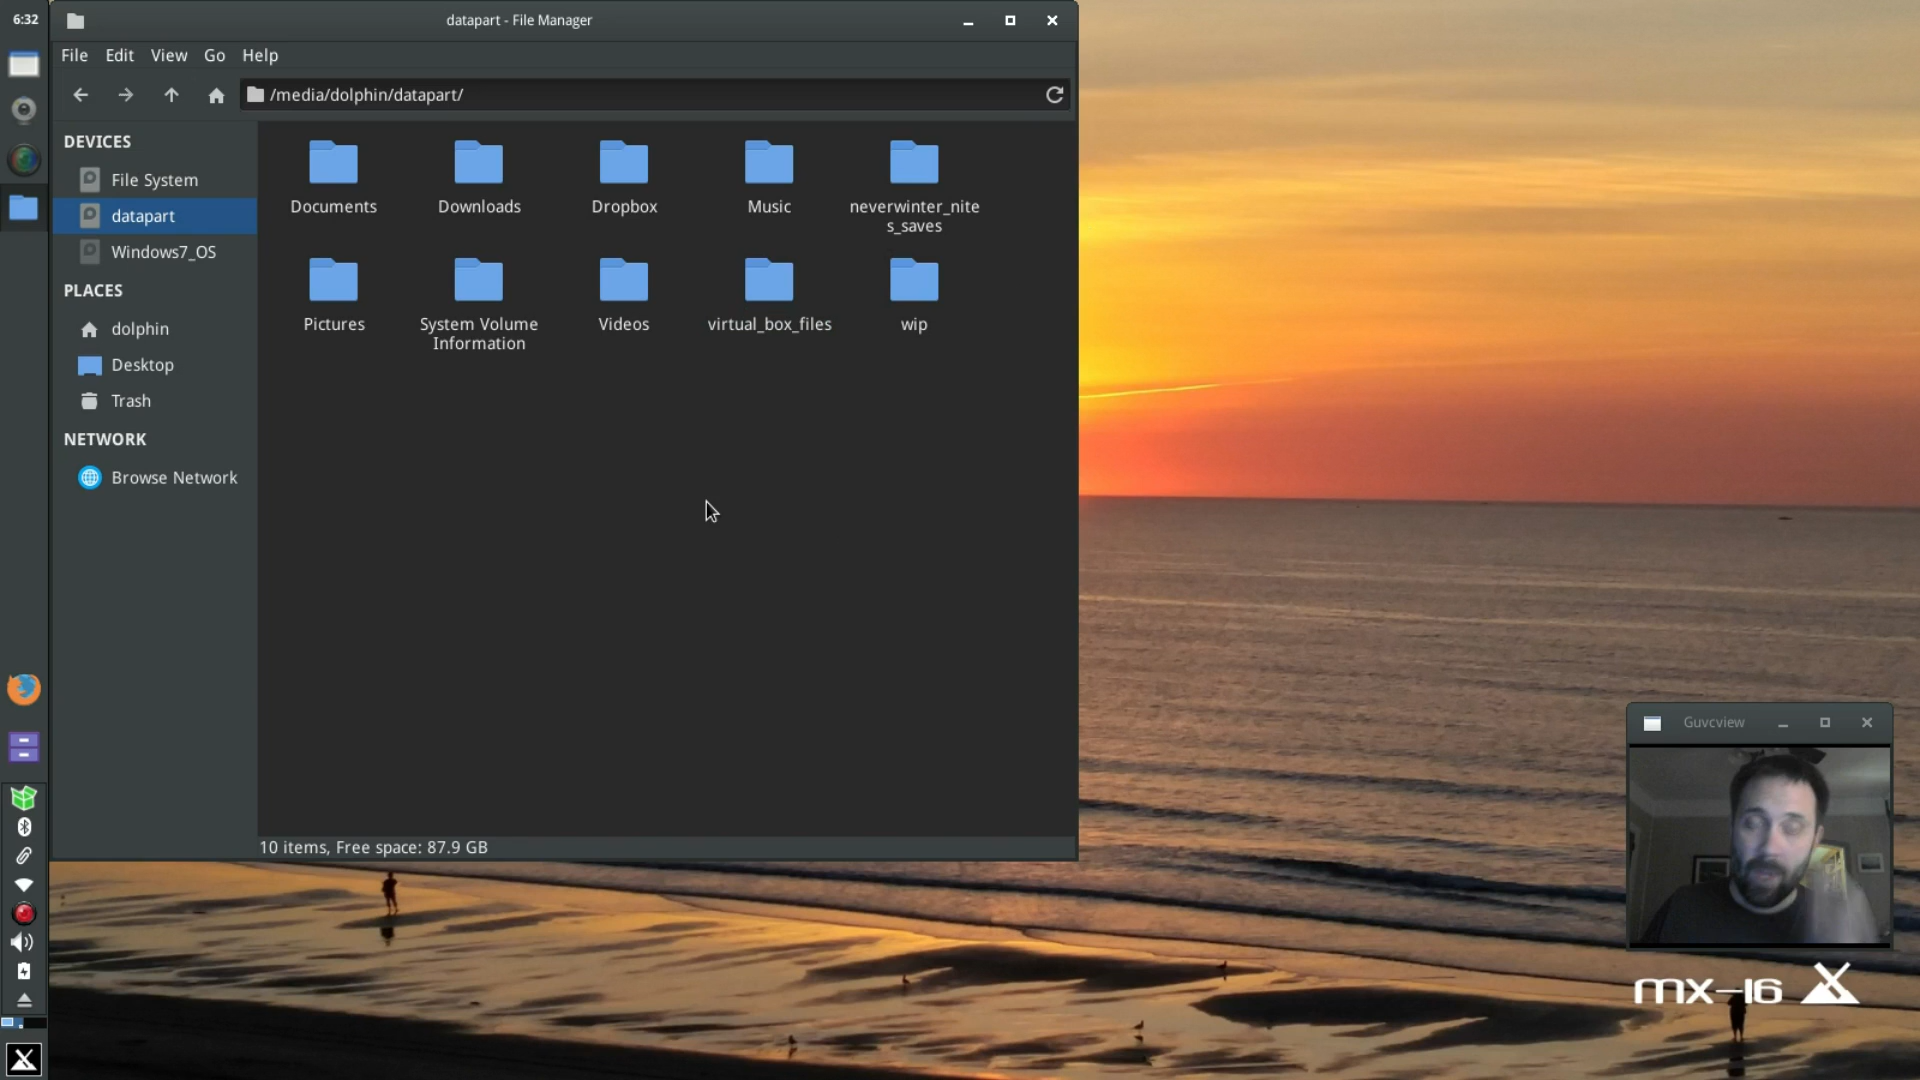 6:32
datapart - File Manager
File Edit View Go Help
/media/dolphin/datapart/
DEVICES
File System
datapart
Windows7_OS
PLACES
dolphin
Desktop
Trash
NETWORK
Browse Network
Documents
Downloads
Dropbox
Music
neverwinter_nite
s_saves
Pictures
System Volume
Information
Videos
virtual_box_files
wip
10 items, Free space: 87.9 GB
Guvcview
mx-16